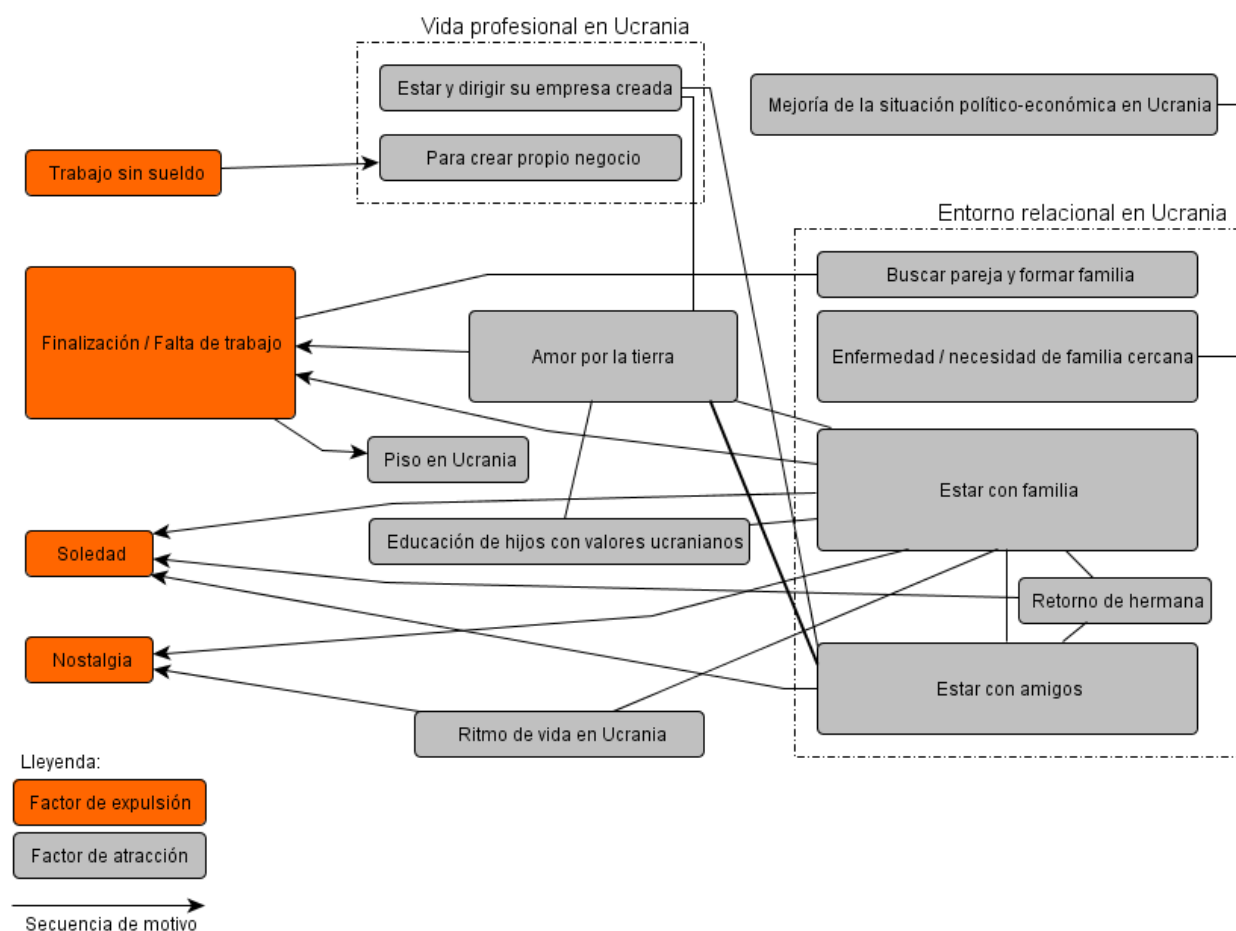 Vida profesional en Ucrania
Estar y dirigir su empresa creada
Mejoría de la situación político-económica en Ucrania
Para crear propio negocio
Trabajo sin sueldo
Entorno relacional en Ucrania
Buscar pareja y formar familia
Finalización / Falta de trabajo
Amor por la tierra
Enfermedad / necesidad de familia cercana
Piso en Ucrania
Estar con familia
Educación de hijos con valores ucranianos
Soledad
Retorno de hermana
Nostalgia
Estar con amigos
Ritmo de vida en Ucrania
Lleyenda:
Factor de expulsión
Factor de atracción
Secuencia de motivo